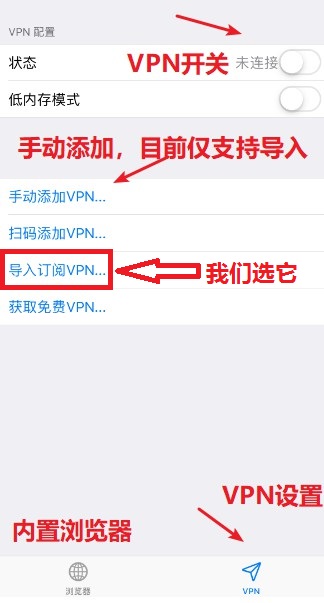 VPN 配置
状态
VPN开关
未连接
低内存模式
手动添加，目前仅支持导入
手动添加VPN...
扫码添加VPN...
导入订阅VPN...
我们选它
获取免费VPN...
VPN设置
内置浏览器
浏览器
VPN